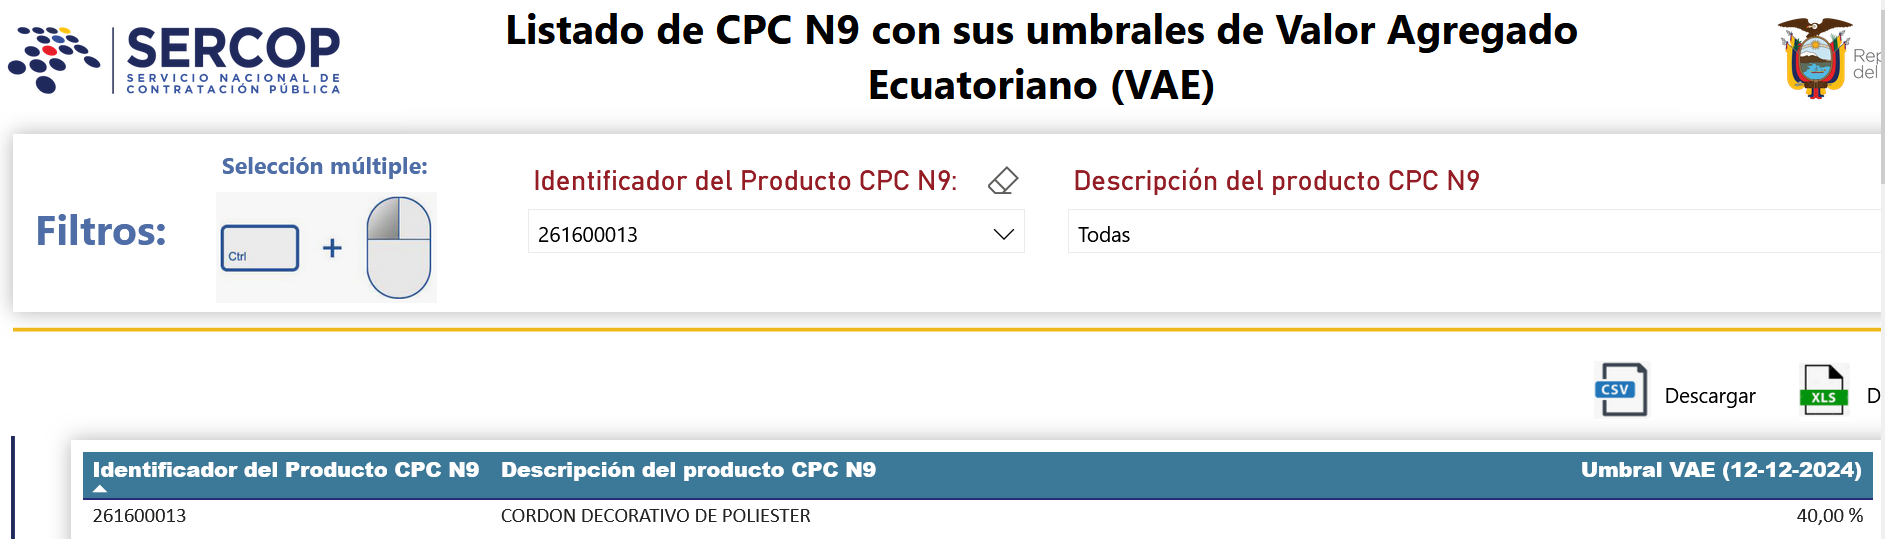 SERCOP
SERVICIO NACIONAL DE
CONTRATACIÓN PÚBLICA
Listado de CPC N9 con sus umbrales de Valor Agregado
Ecuatoriano (VAE)
Rep
del
Filtros:
Selección múltiple:
Ctrl
+
Identificador del Producto CPC N9:
261600013
Descripción del producto CPC N9
Todas
CSV
Descargar
XLS
D
Identificador del Producto CPC N9 Descripción del producto CPC N9 Umbral VAE (12-12-2024)
261600013 CORDON DECORATIVO DE POLIESTER 40,00 %